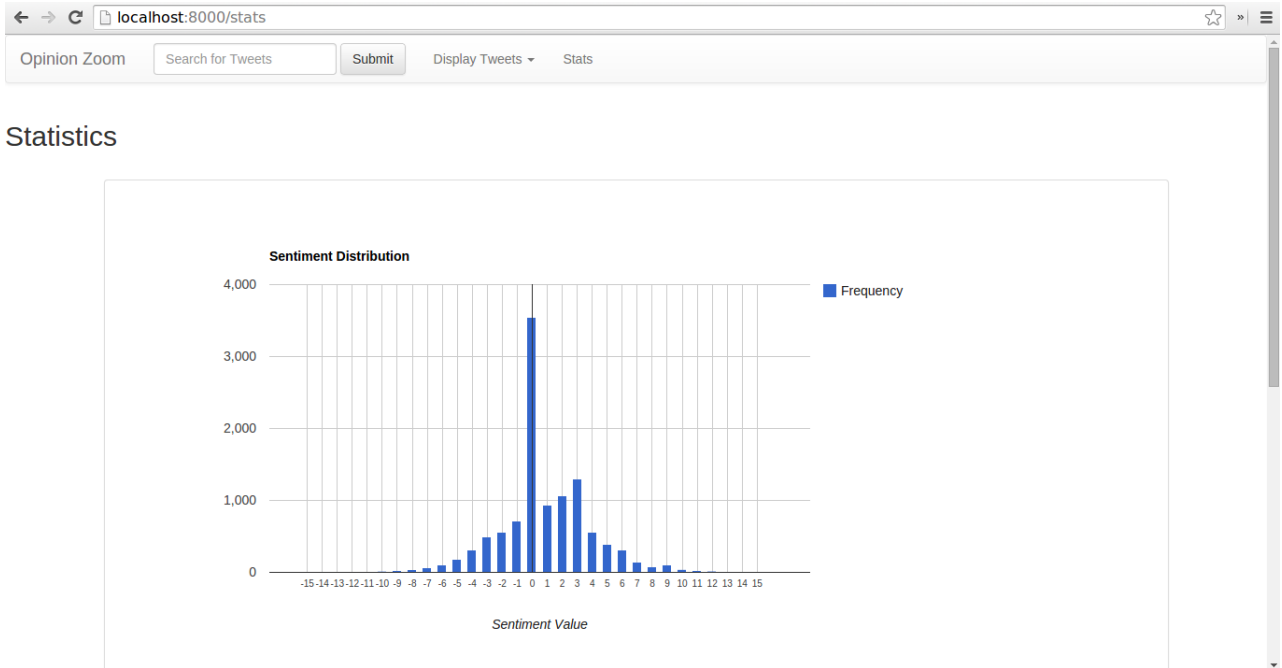 localhost:8000/stats
»
Opinion Zoom Search for Tweets Submit Display Tweets Stats
Statistics
Sentiment Distribution
4,000
Frequency
3,000
2,000
1,000
0
-15 -14 -13 -12 -11 -10 -9 -8 -7 -6 -5 -4 -3 -2 -1 0 1 2 3 4 5 6 7 8 9 10 11 12 13 14 15
Sentiment Value